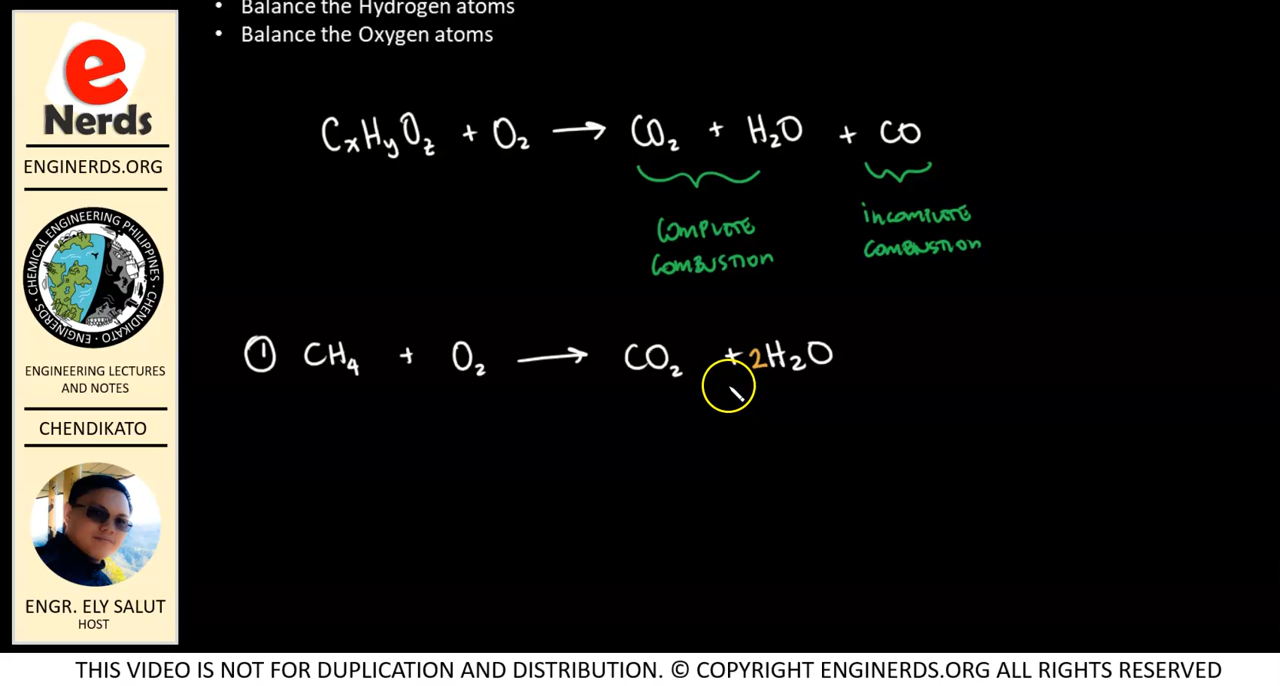 • Balance the Hydrogen atoms
• Balance the Oxygen atoms
e
Nerds
ENGINERDS.ORG
CHEMICAL ENGINEERING PHILIPPINES • CHENDIKATO • ENGINERDS •
ENGINEERING LECTURES
AND NOTES
CHENDIKATO
ENGR. ELY SALUT
HOST
CxHyOz + O₂ → CO₂ + H₂O + CO
COMPLETE
COMBUSTION
incomplete
combustion
① CH₄ + O₂ → CO₂ + 2H₂O
THIS VIDEO IS NOT FOR DUPLICATION AND DISTRIBUTION. © COPYRIGHT ENGINERDS.ORG ALL RIGHTS RESERVED